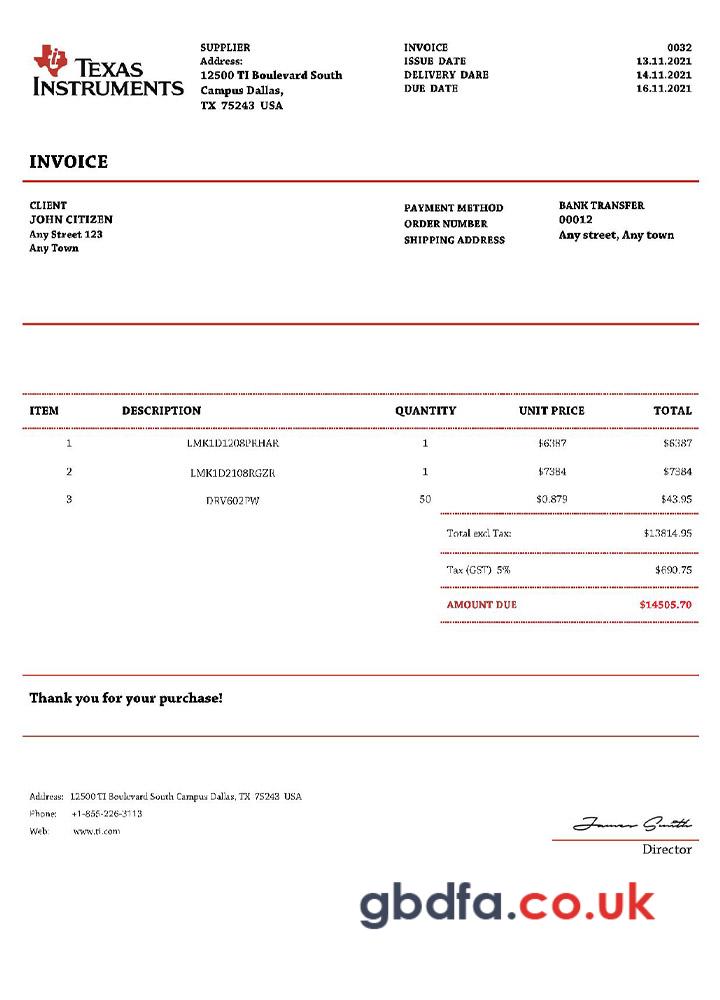 TEXAS
INSTRUMENTS
SUPPLIER
Address:
12500 TI Boulevard South
Campus Dallas,
TX 75243 USA
INVOICE 0032
ISSUE DATE 13.11.2021
DELIVERY DARE 14.11.2021
DUE DATE 16.11.2021
INVOICE
CLIENT
JOHN CITIZEN
Any Street 123
Any Town
PAYMENT METHOD BANK TRANSFER
ORDER NUMBER 00012
SHIPPING ADDRESS Any street, Any town
ITEM DESCRIPTION QUANTITY UNIT PRICE TOTAL
1 LMK1D1208PRHAR 1 $6387 $6387
2 LMK1D2108RGZR 1 $7384 $7384
3 DRV602PW 50 $0.879 $43.95
Total excl Tax: $13814.95
Tax (GST) 5% $690.75
AMOUNT DUE $14505.70
Thank you for your purchase!
Address: 12500 TI Boulevard South Campus Dallas, TX 75243 USA
Phone: +1-855-226-3113
Web: www.ti.com
James Smith
Director
gbdfa.co.uk